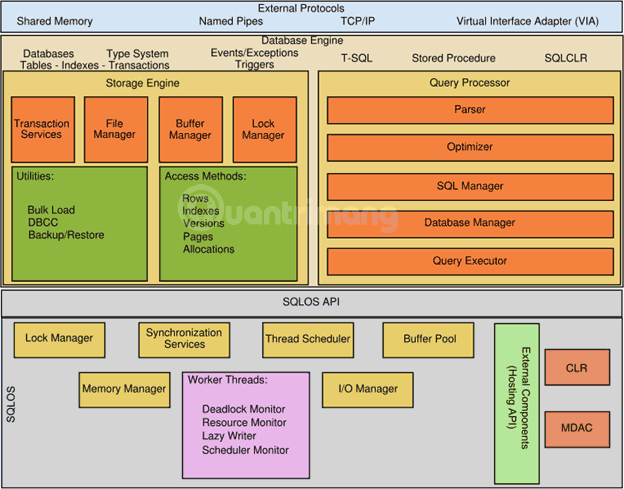 External Protocols
Shared Memory
Named Pipes
TCP/IP
Virtual Interface Adapter (VIA)
Database Engine
Databases
Tables - Indexes - Transactions
Type System
Events/Exceptions
Triggers
T-SQL
Stored Procedure
SQLCLR
Storage Engine
Transaction
Services
File
Manager
Buffer
Manager
Lock
Manager
Utilities:
Bulk Load
DBCC
Backup/Restore
Access Methods:
Rows
Indexes
Versions
Pages
Allocations
Query Processor
Parser
Optimizer
SQL Manager
Database Manager
Query Executor
Quantrimang
SQLOS API
SQLOS
Lock Manager
Synchronization
Services
Thread Scheduler
Buffer Pool
Memory Manager
Worker Threads:
Deadlock Monitor
Resource Monitor
Lazy Writer
Scheduler Monitor
I/O Manager
External Components
(Hosting API)
CLR
MDAC